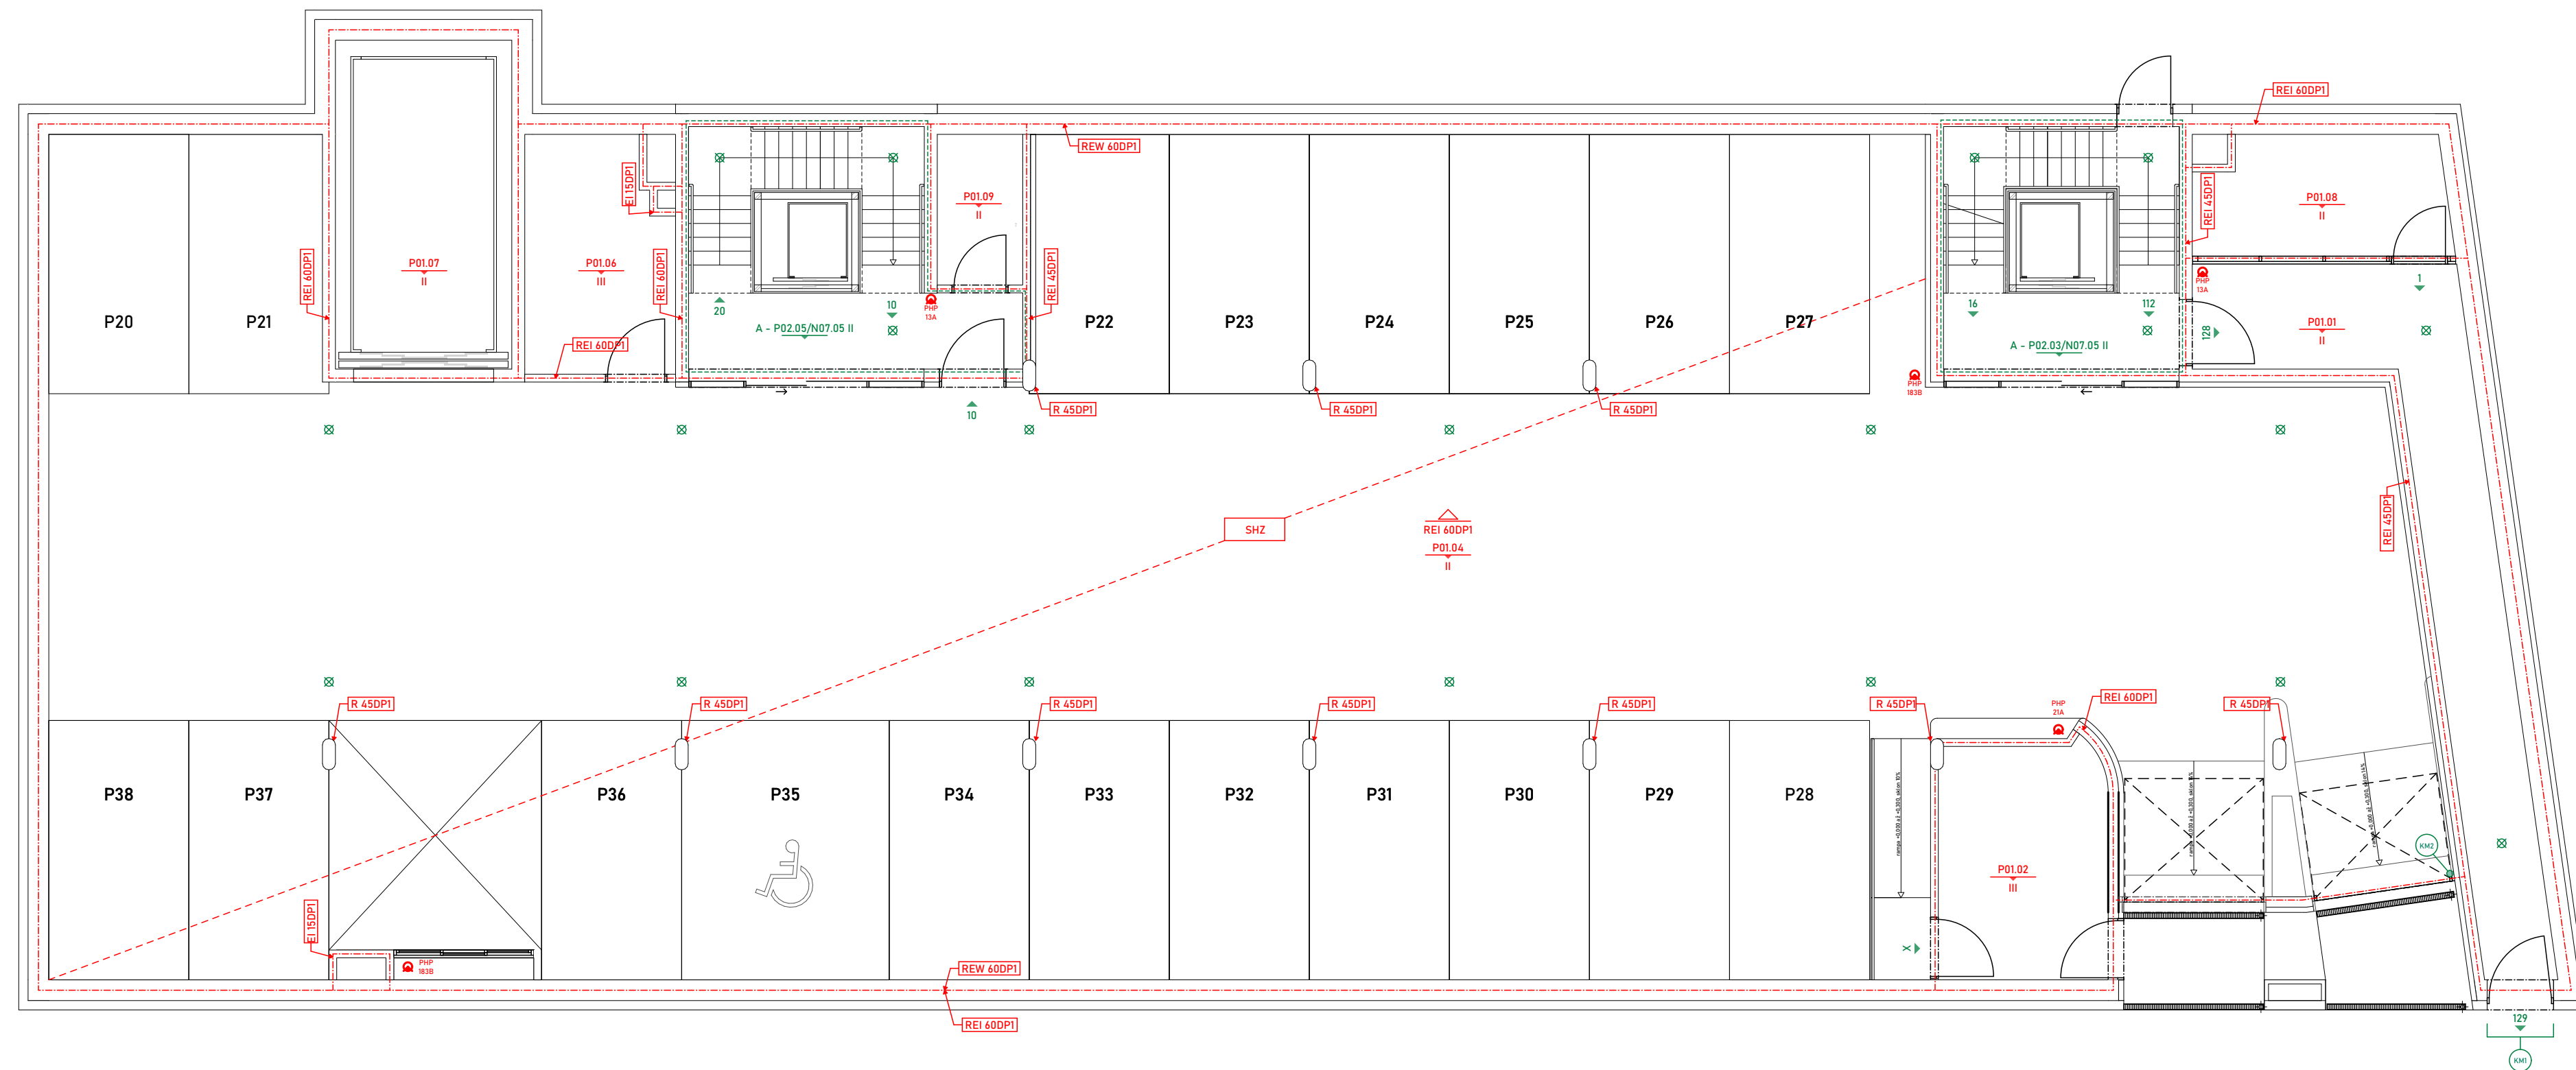 REI 60DP1
REW 60DP1
EI 15DP1
P01.09
II
REI 45DP1
P01.08
II
P01.07
II
P01.06
III
REI 60DP1
REI 60DP1
REI 45DP1
PHP
13A
PHP
13A
1
20
10
16
112
128
P20
P21
A - P02.05/N07.05 II
P22
P23
P24
P25
P26
P27
A - P02.03/N07.05 II
P01.01
II
REI 60DP1
PHP
183B
10
R 45DP1
R 45DP1
R 45DP1
SHZ
REI 60DP1
P01.04
II
REI 45DP1
R 45DP1
R 45DP1
R 45DP1
R 45DP1
R 45DP1
R 45DP1
PHP
21A
REI 60DP1
R 45DP1
P38
P37
P36
P35
P34
P33
P32
P31
P30
P29
P28
KM2
P01.02
III
EI 15DP1
X
PHP
183B
REW 60DP1
REI 60DP1
129
KM1